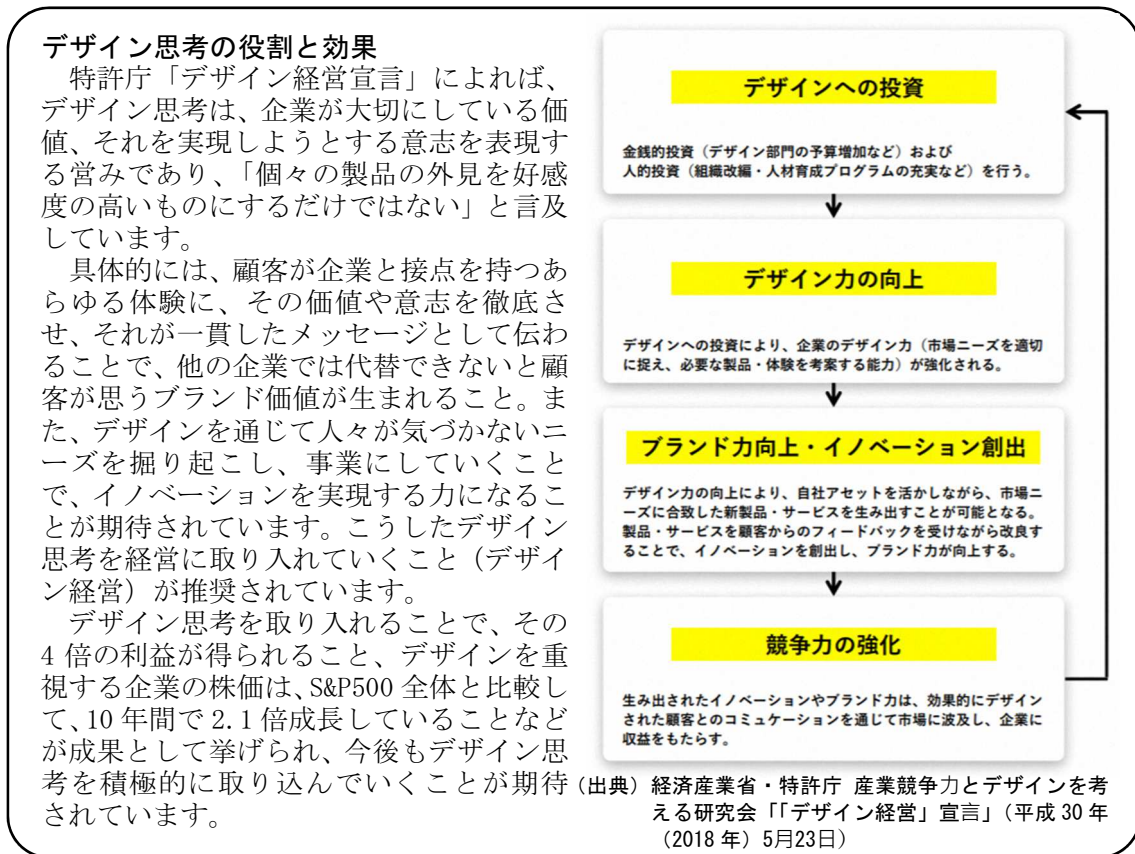 デザイン思考の役割と効果
　特許庁「デザイン経営宣言」によれば、
デザイン思考は、企業が大切にしている価
値、それを実現しようとする意志を表現す
る営みであり、「個々の製品の外見を好感
度の高いものにするだけではない」と言及
しています。
　具体的には、顧客が企業と接点を持つあ
らゆる体験に、その価値や意志を徹底さ
せ、それが一貫したメッセージとして伝わ
ることで、他の企業では代替できないと顧
客が思うブランド価値が生まれること。ま
た、デザインを通じて人々が気づかないニ
ーズを掘り起こし、事業にしていくこと
で、イノベーションを実現する力になるこ
とが期待されています。こうしたデザイン
思考を経営に取り入れていくこと（デザイ
ン経営）が推奨されています。
　デザイン思考を取り入れることで、その
4 倍の利益が得られること、デザインを重
視する企業の株価は、S&P500 全体と比較し
て、10 年間で 2.1 倍成長していることなど
が成果として挙げられ、今後もデザイン思
考を積極的に取り込んでいくことが期待
されています。
デザインへの投資
金銭的投資（デザイン部門の予算増加など）および
人的投資（組織改編・人材育成プログラムの充実など）を行う。
デザイン力の向上
デザインへの投資により、企業のデザイン力（市場ニーズを適切
に捉え、必要な製品・体験を考案する能力）が強化される。
ブランド力向上・イノベーション創出
デザイン力の向上により、自社アセットを活かしながら、市場ニ
ーズに合致した新製品・サービスを生み出すことが可能となる。
製品・サービスを顧客からのフィードバックを受けながら改良す
ることで、イノベーションを創出し、ブランド力が向上する。
競争力の強化
生み出されたイノベーションやブランド力は、効果的にデザイン
された顧客とのコミュケーションを通じて市場に波及し、企業に
収益をもたらす。
（出典）経済産業省・特許庁 産業競争力とデザインを考
える研究会「「デザイン経営」宣言」（平成 30 年
（2018 年）5月23日）